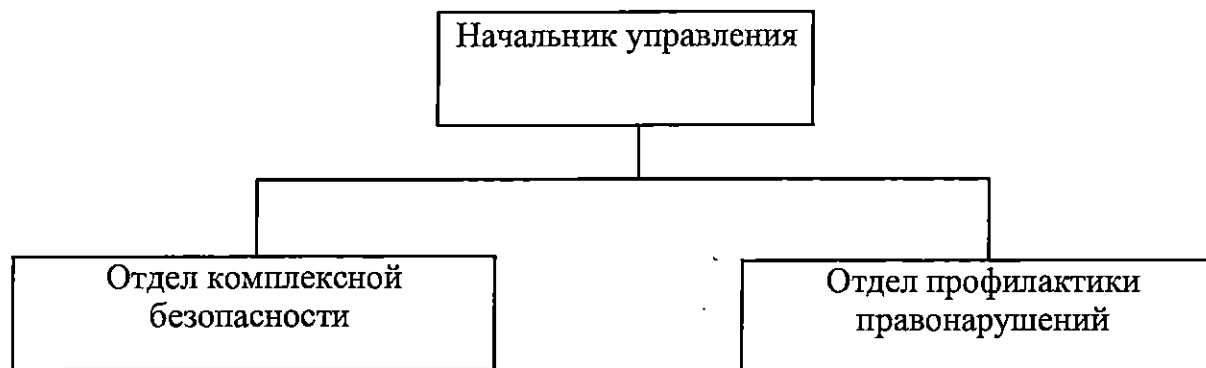 Начальник управления
Отдел комплексной
безопасности
Отдел профилактики
правонарушений